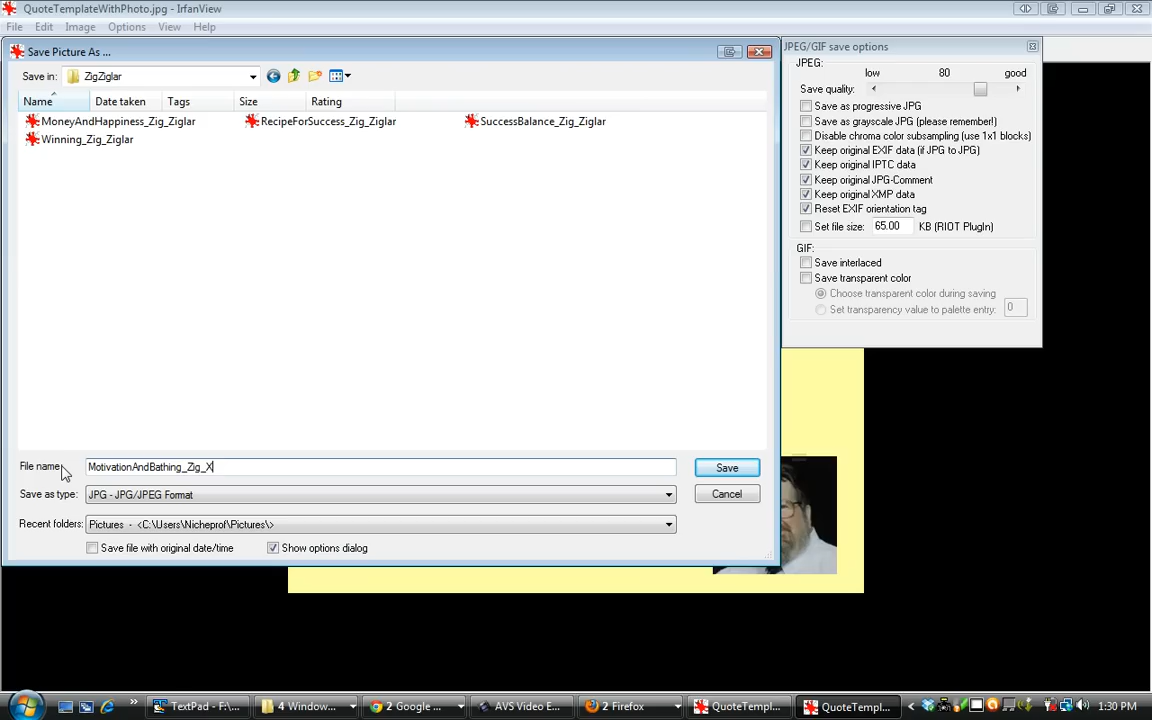 QuoteTemplateWithPhoto.jpg - IrfanView
File Edit Image Options View Help
Save Picture As ...
Save in: ZigZiglar
Name Date taken Tags Size Rating
MoneyAndHappiness_Zig_Ziglar RecipeForSuccess_Zig_Ziglar SuccessBalance_Zig_Ziglar
Winning_Zig_Ziglar
File name: MotivationAndBathing_Zig_X
Save
Save as type: JPG - JPG/JPEG Format
Cancel
Recent folders: Pictures - <C:\Users\Nicheprof\Pictures\>
Save file with original date/time Show options dialog
JPEG/GIF save options
JPEG:
low 80 good
Save quality:
Save as progressive JPG
Save as grayscale JPG (please remember!)
Disable chroma color subsampling (use 1x1 blocks)
Keep original EXIF data (if JPG to JPG)
Keep original IPTC data
Keep original JPG-Comment
Keep original XMP data
Reset EXIF orientation tag
Set file size: 65.00 KB (RIOT PlugIn)
GIF:
Save interlaced
Save transparent color
Choose transparent color during saving
Set transparency value to palette entry: 0
TextPad - F:\... 4 Window... 2 Google ... AVS Video E... 2 Firefox QuoteTempl... QuoteTempl... 1:30 PM